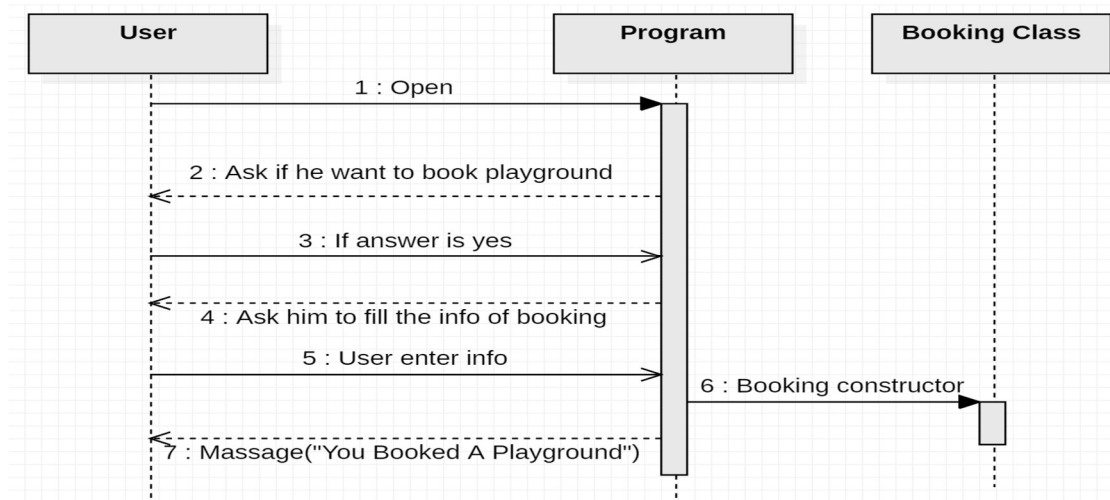 User
Program
Booking Class
1 : Open
2 : Ask if he want to book playground
3 : If answer is yes
4 : Ask him to fill the info of booking
5 : User enter info
6 : Booking constructor
7 : Massage("You Booked A Playground")